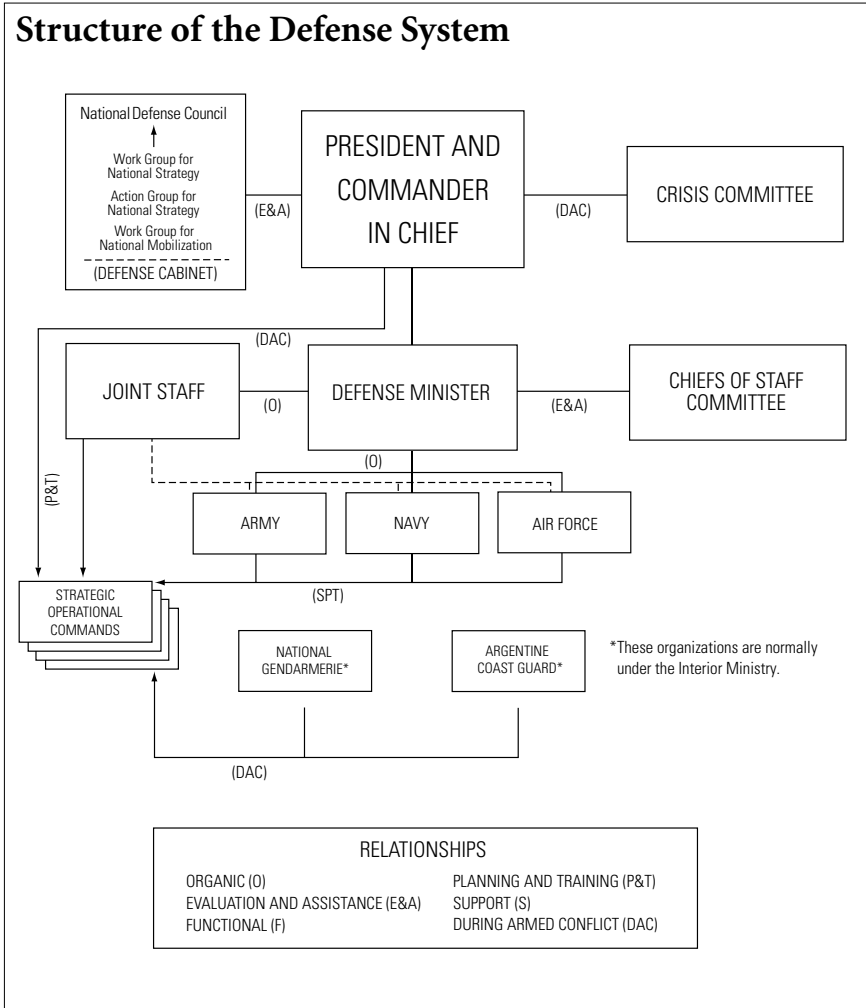 Structure of the Defense System
National Defense Council
Work Group for
National Strategy
Action Group for
National Strategy
Work Group for
National Mobilization
(DEFENSE CABINET)
(E&A)
PRESIDENT AND
COMMANDER
IN CHIEF
(DAC)
CRISIS COMMITTEE
(DAC)
JOINT STAFF
(O)
DEFENSE MINISTER
(E&A)
CHIEFS OF STAFF
COMMITTEE
(P&T)
(O)
ARMY
NAVY
AIR FORCE
(SPT)
STRATEGIC
OPERATIONAL
COMMANDS
NATIONAL
GENDARMERIE*
ARGENTINE
COAST GUARD*
*These organizations are normally
under the Interior Ministry.
(DAC)
RELATIONSHIPS
ORGANIC (O)
EVALUATION AND ASSISTANCE (E&A)
FUNCTIONAL (F)
PLANNING AND TRAINING (P&T)
SUPPORT (S)
DURING ARMED CONFLICT (DAC)